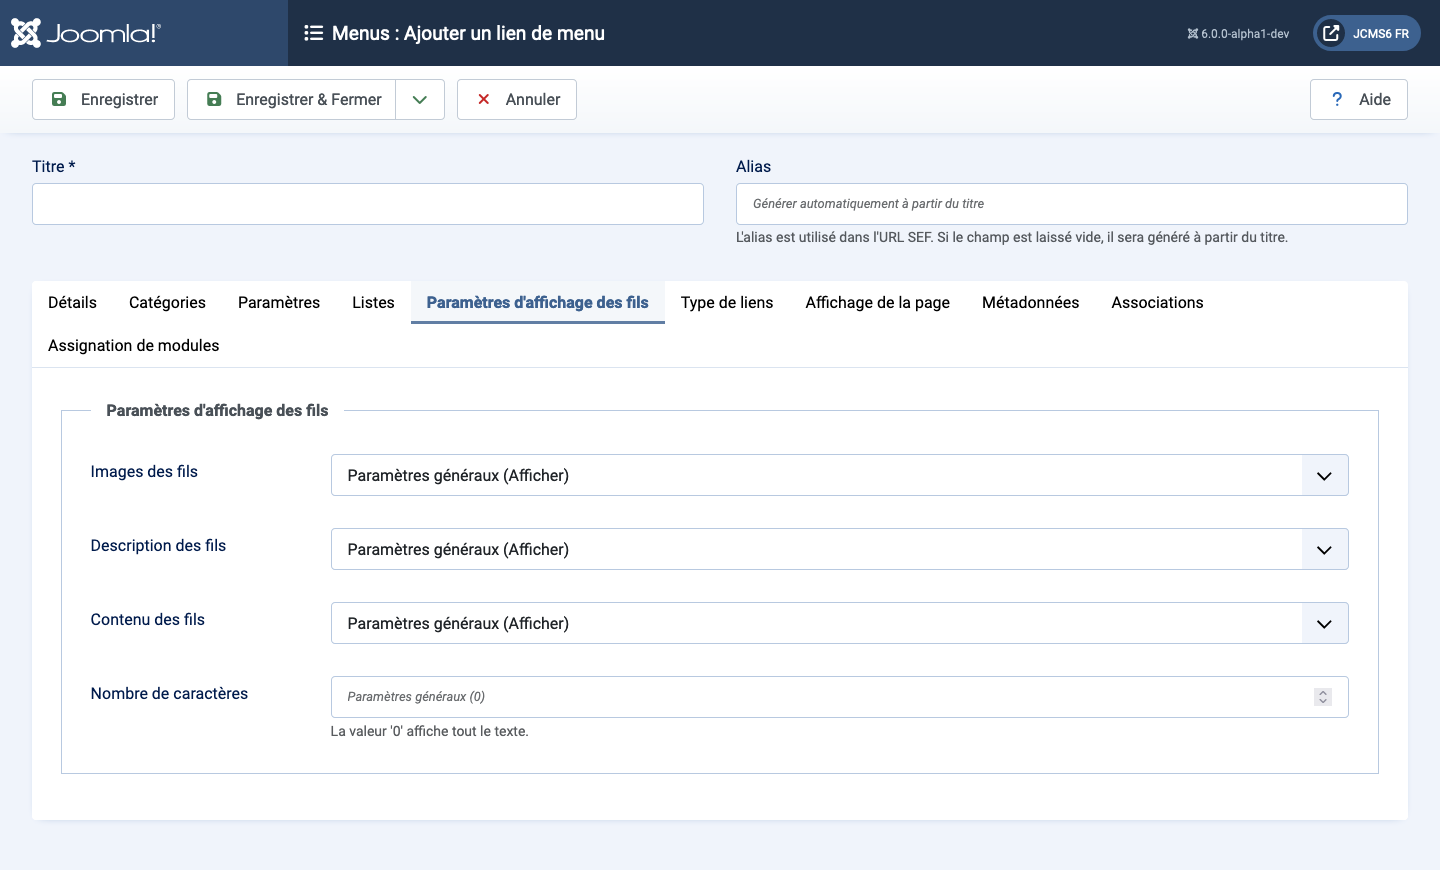 Joomla!®
Menus : Ajouter un lien de menu
6.0.0-alpha1-dev
JCMS6 FR
Enregistrer
Enregistrer & Fermer
Annuler
? Aide
Titre *
Alias
Générer automatiquement à partir du titre
L'alias est utilisé dans l'URL SEF. Si le champ est laissé vide, il sera généré à partir du titre.
Détails Catégories Paramètres Listes Paramètres d'affichage des fils Type de liens Affichage de la page Métadonnées Associations
Assignation de modules
Paramètres d'affichage des fils
Images des fils Paramètres généraux (Afficher)
Description des fils Paramètres généraux (Afficher)
Contenu des fils Paramètres généraux (Afficher)
Nombre de caractères Paramètres généraux (0)
La valeur '0' affiche tout le texte.